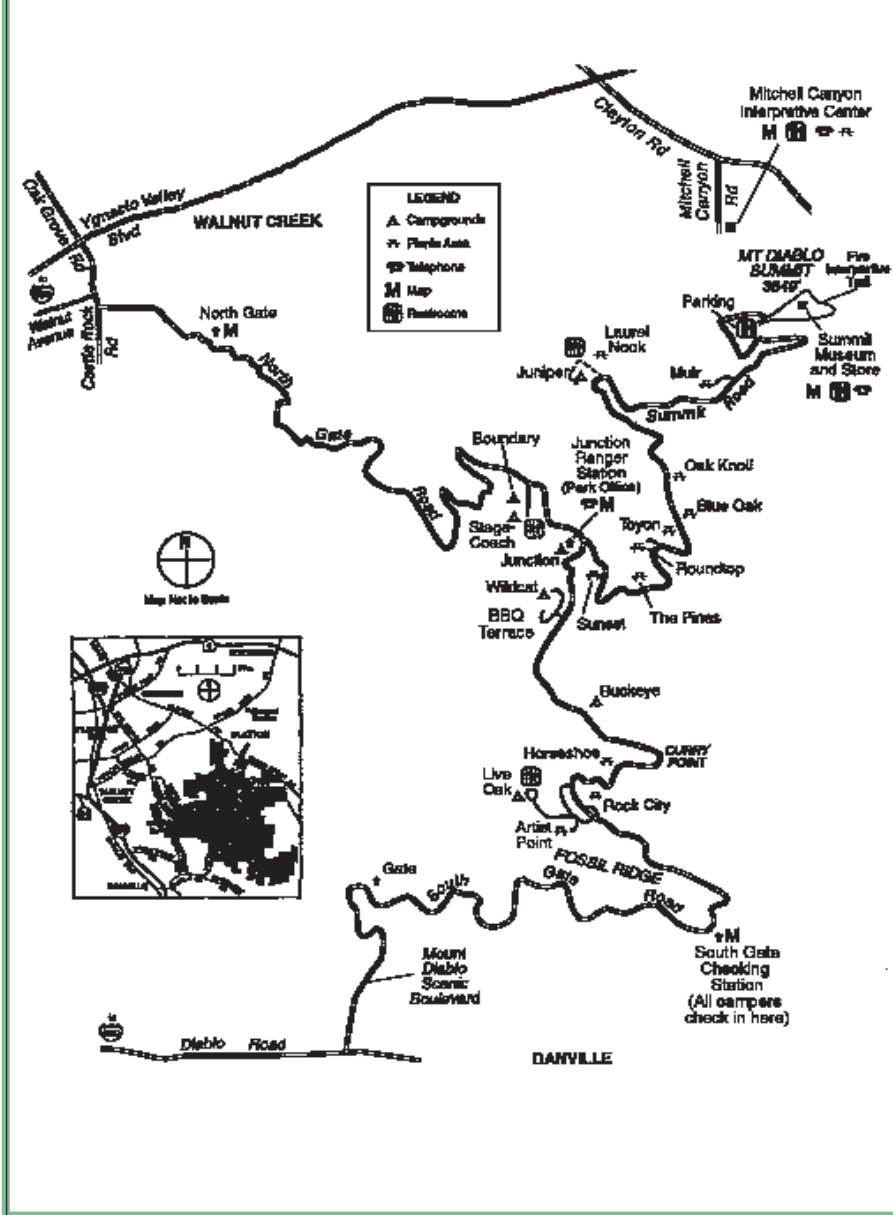 Mitchell Canyon
Interpretive Center
M
Clayton Rd
Mitchell
Canyon
Rd
Oak Grove
Rd
Ygnacio Valley
Blvd
WALNUT CREEK
LEGEND
Campgrounds
Picnic Area
Telephone
M Map
Restrooms
MT DIABLO
SUMMIT
3849'
Fire
Interpretive
Trail
Parking
Summit
Museum
and Store
M
Walnut
Avenue
Castle Rock
Rd
North Gate
M
North
Gate
Road
Laurel
Nook
Juniper
Muir
Summit
Road
Boundary
Junction
Ranger
Station
(Park Office)
M
Oak Knoll
Blue Oak
Toyon
Roundtop
Stage
Coach
Junction
N
Map Not to Scale
Wildcat
BBQ
Terrace
Sunset
The Pines
Buckeye
Horseshoe
CURRY
POINT
Live
Oak
Rock City
Artist
Point
FOSSIL RIDGE
Gate
South
Gate
Road
M
South Gate
Checking
Station
(All campers
check in here)
Mount
Diablo
Scenic
Boulevard
Diablo Road
DANVILLE
DANVILLE